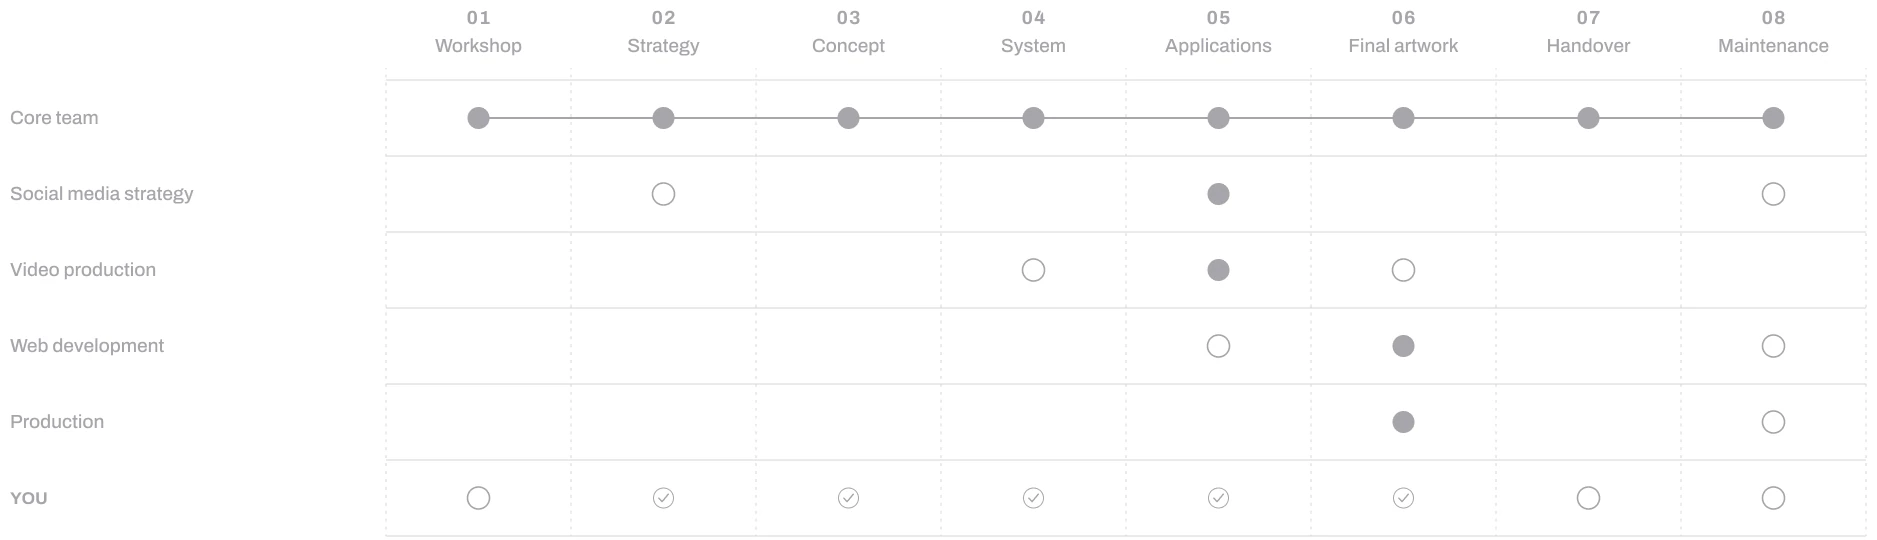 01 02 03 04 05 06 07 08
Workshop Strategy Concept System Applications Final artwork Handover Maintenance
Core team
Social media strategy
Video production
Web development
Production
YOU